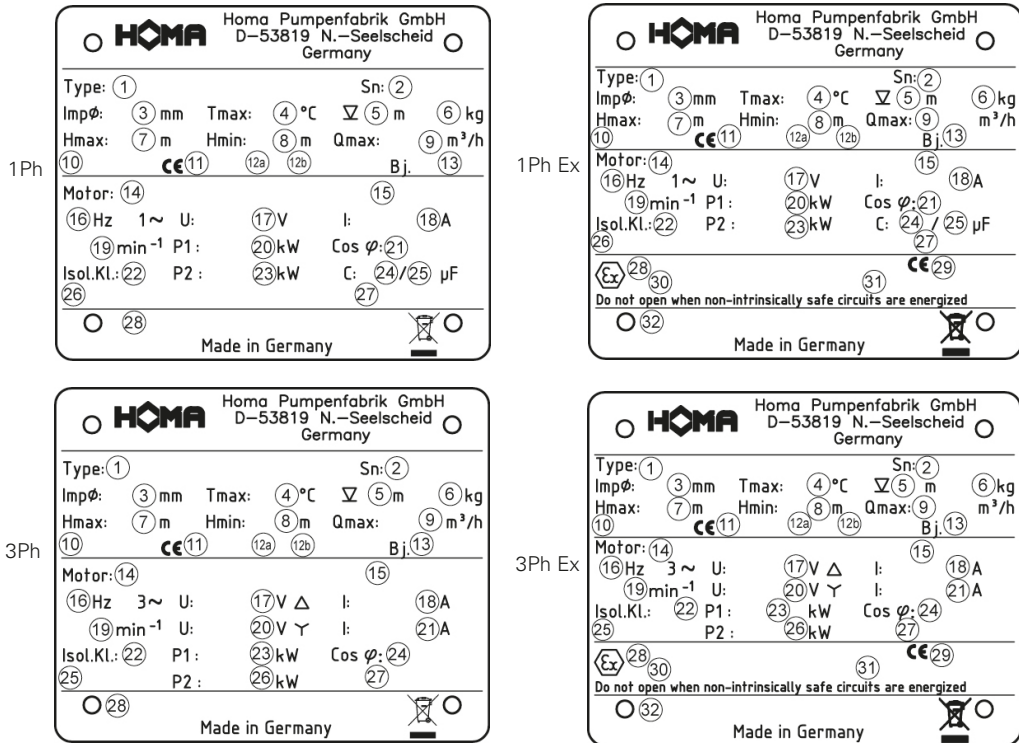 1Ph
HOMA Homa Pumpenfabrik GmbH
D–53819 N.–Seelscheid
Germany
Type: 1 Sn: 2
ImpØ: 3 mm Tmax: 4 °C ∇ 5 m 6 kg
Hmax: 7 m Hmin: 8 m Qmax: 9 m³/h
10 CE 11 12a 12b Bj. 13
Motor: 14 15
16 Hz 1~ U: 17 V I: 18 A
19 min⁻¹ P1: 20 kW Cos φ: 21
Isol.Kl.: 22 P2: 23 kW C: 24 / 25 µF
26 27
28
Made in Germany
1Ph Ex
HOMA Homa Pumpenfabrik GmbH
D–53819 N.–Seelscheid
Germany
Type: 1 Sn: 2
ImpØ: 3 mm Tmax: 4 °C ∇ 5 m 6 kg
Hmax: 7 m Hmin: 8 m Qmax: 9 m³/h
10 CE 11 12a 12b Bj. 13
Motor: 14 15
16 Hz 1~ U: 17 V I: 18 A
19 min⁻¹ P1: 20 kW Cos φ: 21
Isol.Kl.: 22 P2: 23 kW C: 24 / 25 µF
26 27
Ex 28 CE 29
30 31
Do not open when non-intrinsically safe circuits are energized
32
Made in Germany
3Ph
HOMA Homa Pumpenfabrik GmbH
D–53819 N.–Seelscheid
Germany
Type: 1 Sn: 2
ImpØ: 3 mm Tmax: 4 °C ∇ 5 m 6 kg
Hmax: 7 m Hmin: 8 m Qmax: 9 m³/h
10 CE 11 12a 12b Bj. 13
Motor: 14 15
16 Hz 3~ U: 17 V △ I: 18 A
19 min⁻¹ U: 20 V Y I: 21 A
Isol.Kl.: 22 P1: 23 kW Cos φ: 24
25 P2: 26 kW 27
28
Made in Germany
3Ph Ex
HOMA Homa Pumpenfabrik GmbH
D–53819 N.–Seelscheid
Germany
Type: 1 Sn: 2
ImpØ: 3 mm Tmax: 4 °C ∇ 5 m 6 kg
Hmax: 7 m Hmin: 8 m Qmax: 9 m³/h
10 CE 11 12a 12b Bj. 13
Motor: 14 15
16 Hz 3~ U: 17 V △ I: 18 A
19 min⁻¹ U: 20 V Y I: 21 A
Isol.Kl.: 22 P1: 23 kW Cos φ: 24
25 P2: 26 kW 27
Ex 28 CE 29
30 31
Do not open when non-intrinsically safe circuits are energized
32
Made in Germany